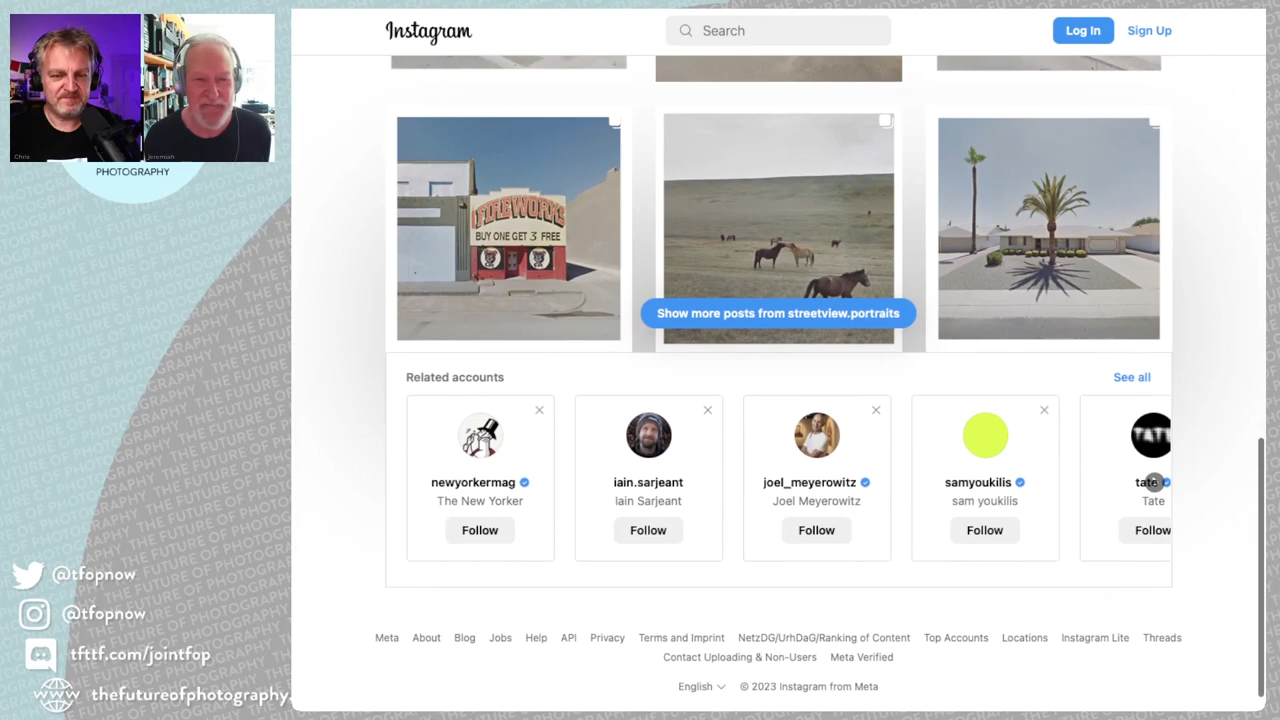 Instagram
Search
Log In
Sign Up
Chris
jeremiah
PHOTOGRAPHY
FIREWORKS
BUY ONE GET 3 FREE
Show more posts from streetview.portraits
Related accounts
See all
newyorkermag
The New Yorker
Follow
iain.sarjeant
Iain Sarjeant
Follow
joel_meyerowitz
Joel Meyerowitz
Follow
samyoukilis
sam youkilis
Follow
TATE
tate
Tate
Follow
@tfopnow
@tfopnow
tfttf.com/jointfop
www
thefutureofphotography.
Meta About Blog Jobs Help API Privacy Terms and Imprint NetzDG/UrhDaG/Ranking of Content Top Accounts Locations Instagram Lite Threads
Contact Uploading & Non-Users Meta Verified
English © 2023 Instagram from Meta
THE FUTURE OF PHOTOGRAPHY